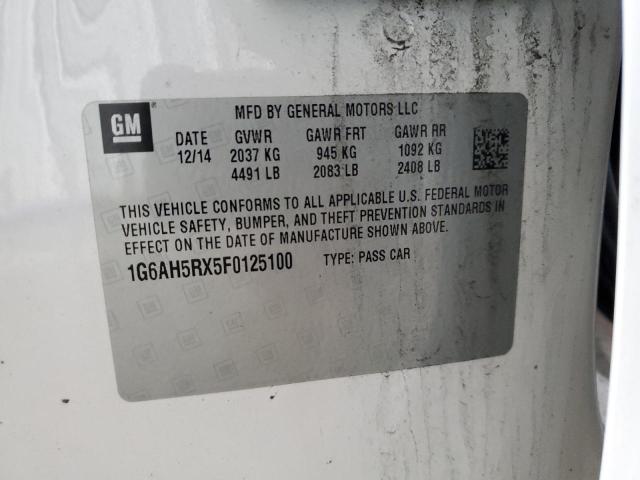 MFD BY GENERAL MOTORS LLC
GM
DATE GVWR GAWR FRT GAWR RR
12/14 2037 KG 945 KG 1092 KG
4491 LB 2083 LB 2408 LB
THIS VEHICLE CONFORMS TO ALL APPLICABLE U.S. FEDERAL MOTOR
VEHICLE SAFETY, BUMPER, AND THEFT PREVENTION STANDARDS IN
EFFECT ON THE DATE OF MANUFACTURE SHOWN ABOVE.
1G6AH5RX5F0125100 TYPE: PASS CAR